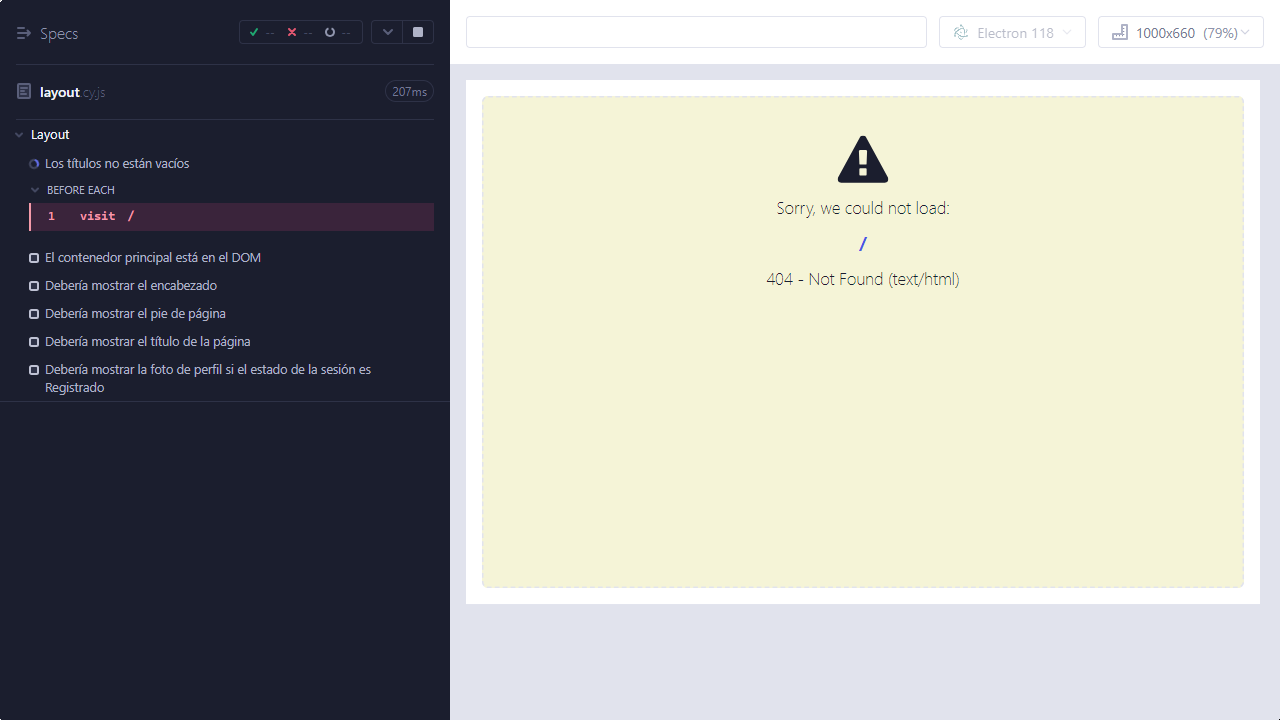 Specs
-- -- --
Electron 118
1000x660 (79%)
layout cy.js
207ms
Layout
Los títulos no están vacíos
BEFORE EACH
1 visit /
El contenedor principal está en el DOM
Debería mostrar el encabezado
Debería mostrar el pie de página
Debería mostrar el título de la página
Debería mostrar la foto de perfil si el estado de la sesión es
Registrado
Sorry, we could not load:
/
404 - Not Found (text/html)